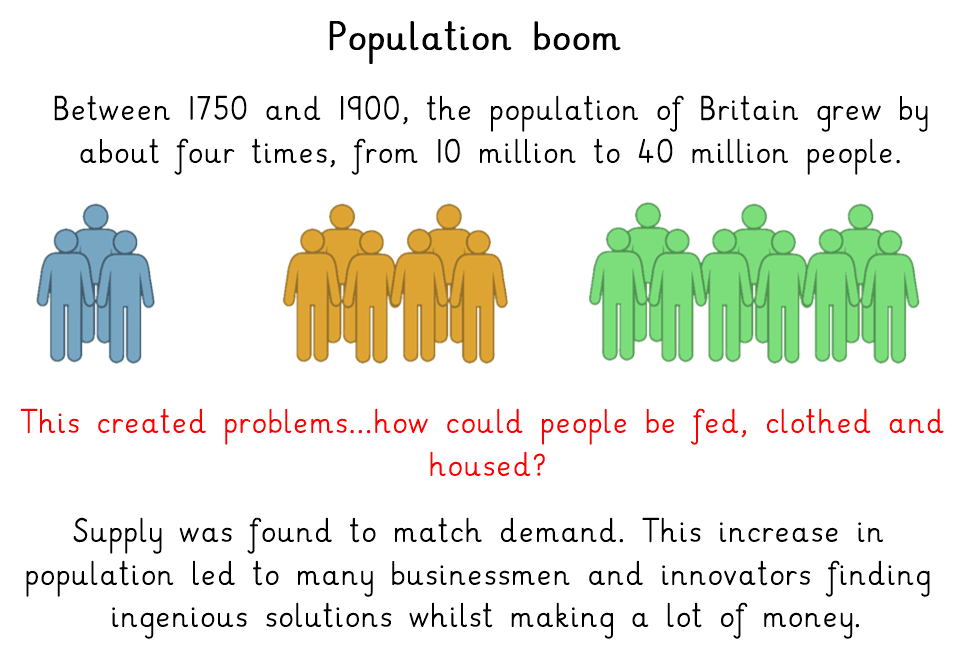 Population boom
Between 1750 and 1900, the population of Britain grew by
about four times, from 10 million to 40 million people.
This created problems...how could people be fed, clothed and
housed?
Supply was found to match demand. This increase in
population led to many businessmen and innovators finding
ingenious solutions whilst making a lot of money.